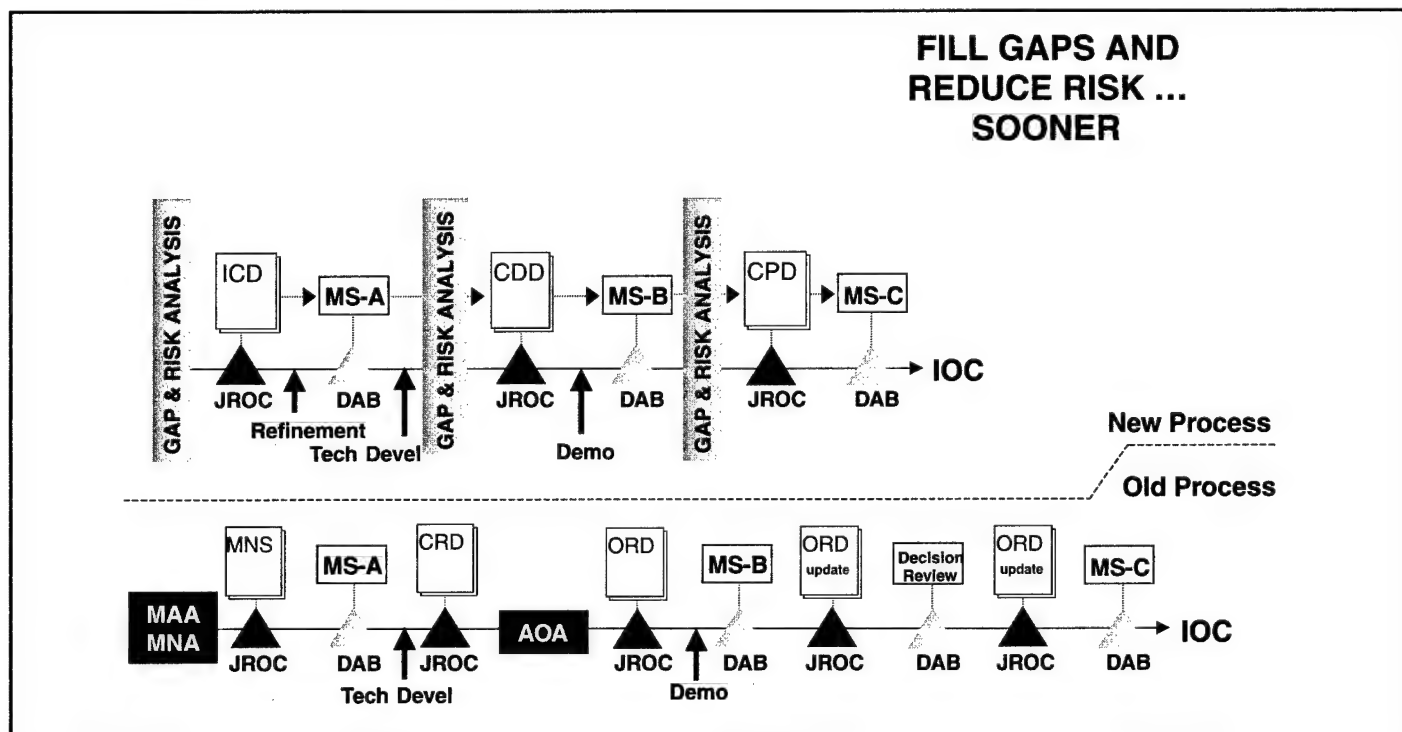 FILL GAPS AND
REDUCE RISK ...
SOONER
GAP & RISK ANALYSIS
ICD
MS-A
GAP & RISK ANALYSIS
CDD
MS-B
GAP & RISK ANALYSIS
CPD
MS-C
IOC
JROC
DAB
JROC
DAB
JROC
DAB
Refinement
Tech Devel
Demo
New Process
Old Process
MNS
MS-A
CRD
ORD
MS-B
ORD
update
Decision
Review
ORD
update
MS-C
MAA
MNA
AOA
IOC
JROC
DAB
JROC
JROC
DAB
JROC
DAB
JROC
DAB
Tech Devel
Demo